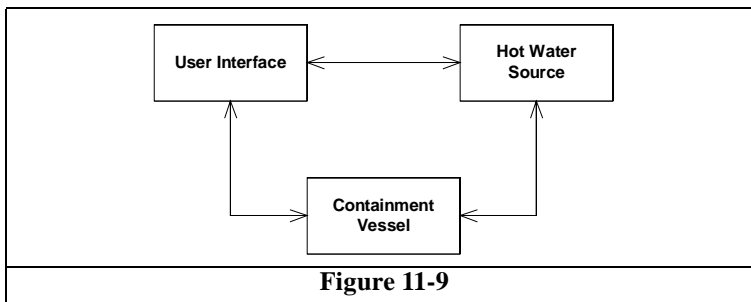 User Interface
Hot Water
Source
Containment
Vessel
Figure 11-9